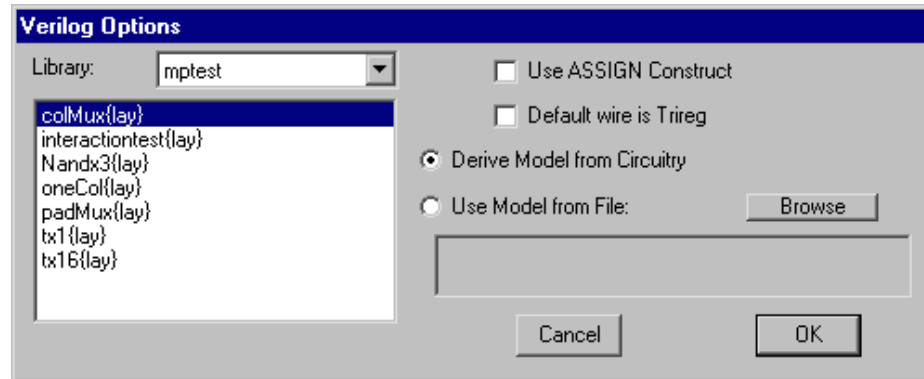 Verilog Options
Library: mptest
Use ASSIGN Construct
Default wire is Trireg
colMux{lay}
interactiontest{lay}
Nandx3{lay}
oneCol{lay}
padMux{lay}
tx1{lay}
tx16{lay}
Derive Model from Circuitry
Use Model from File: Browse
Cancel OK